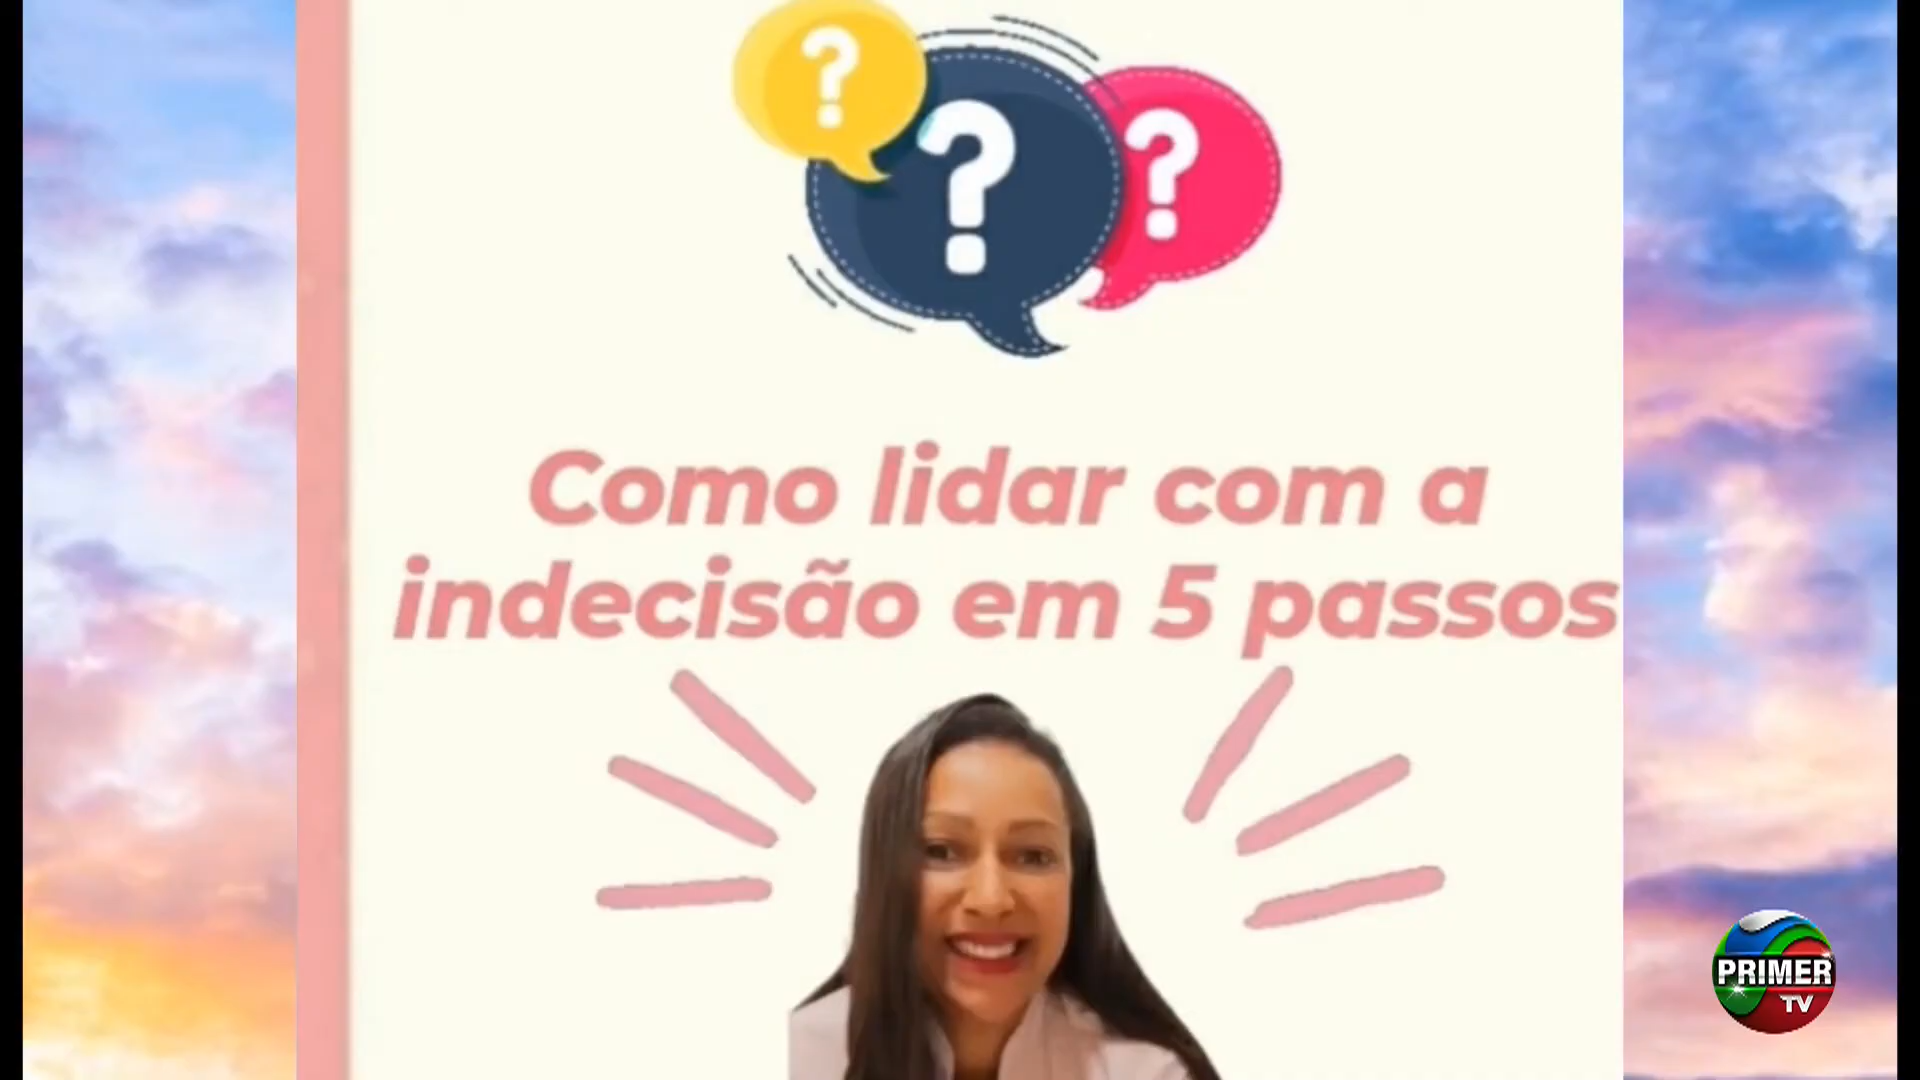 ? ? ?
Como lidar com a
indecisão em 5 passos
PRIMER
TV